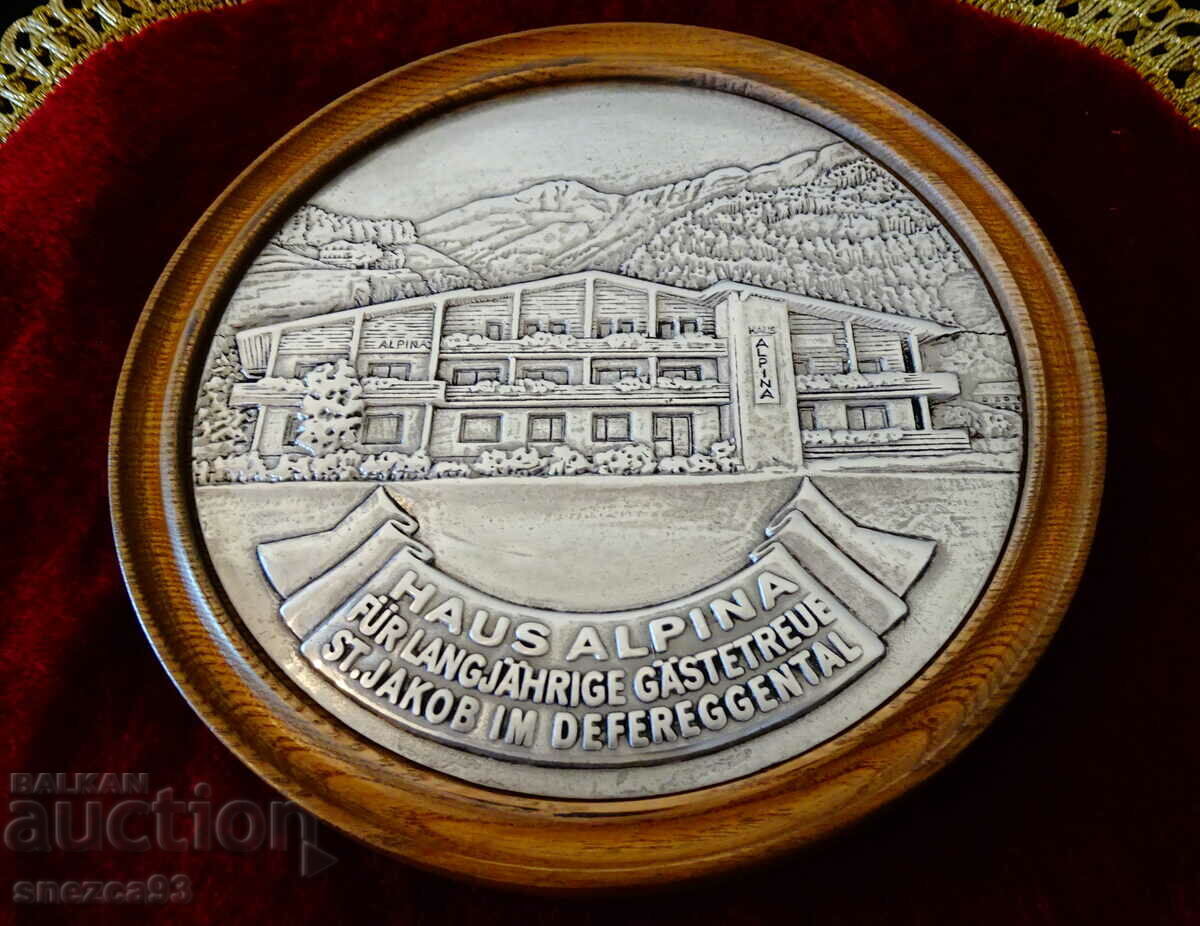 ALPINA
HAUS
ALPINA
HAUS ALPINA
FÜR LANGJÄHRIGE GÄSTETREUE
ST. JAKOB IM DEFEREGGENTAL
BALKAN
auction
snezca93